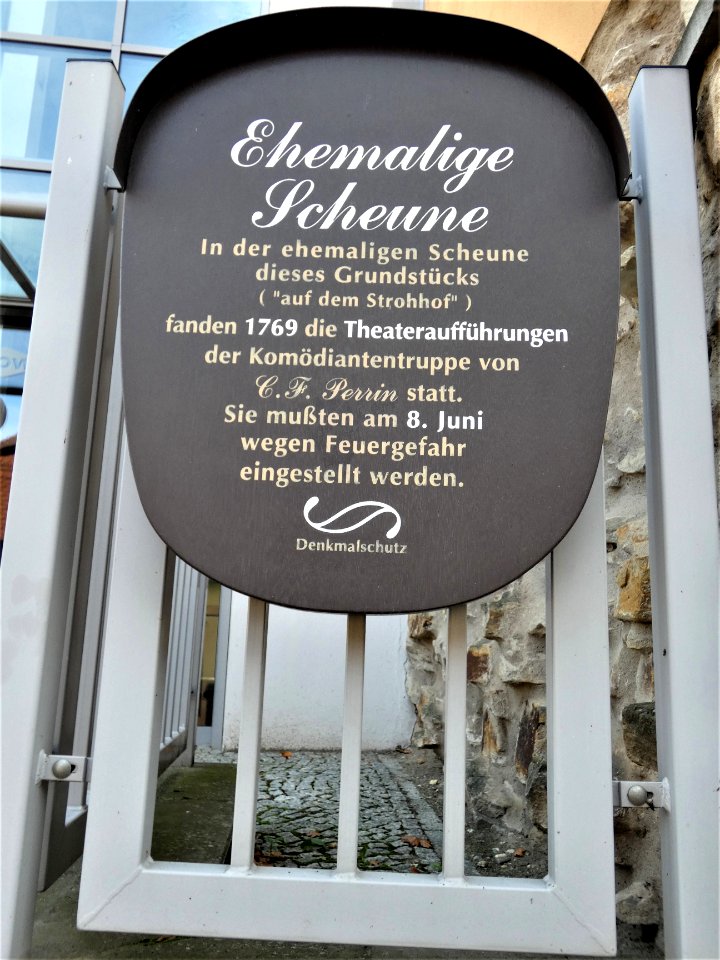 Ehemalige
Scheune
In der ehemaligen Scheune
dieses Grundstücks
( "auf dem Strohhof" )
fanden 1769 die Theateraufführungen
der Komödiantentruppe von
C.F. Perrin statt.
Sie mußten am 8. Juni
wegen Feuergefahr
eingestellt werden.
Denkmalschutz